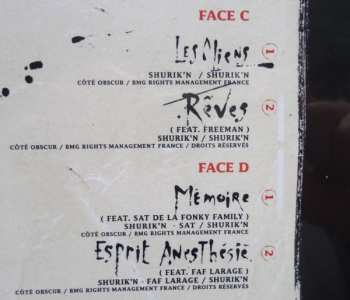 FACE C
Les Miens 1
SHURIK'N / SHURIK'N
CÔTÉ OBSCUR / BMG RIGHTS MANAGEMENT FRANCE
Rêves 2
( FEAT. FREEMAN )
SHURIK'N / SHURIK'N
CÔTÉ OBSCUR / BMG RIGHTS MANAGEMENT FRANCE / DROITS RÉSERVÉS
FACE D
Mémoire 1
( FEAT. SAT DE LA FONKY FAMILY )
SHURIK'N · SAT / SHURIK'N
CÔTÉ OBSCUR / BMG RIGHTS MANAGEMENT FRANCE
Esprit Anesthésié 2
( FEAT. FAF LARAGE )
SHURIK'N · FAF LARAGE / SHURIK'N
CÔTÉ OBSCUR / BMG RIGHTS MANAGEMENT FRANCE / DROITS RÉSERVÉS